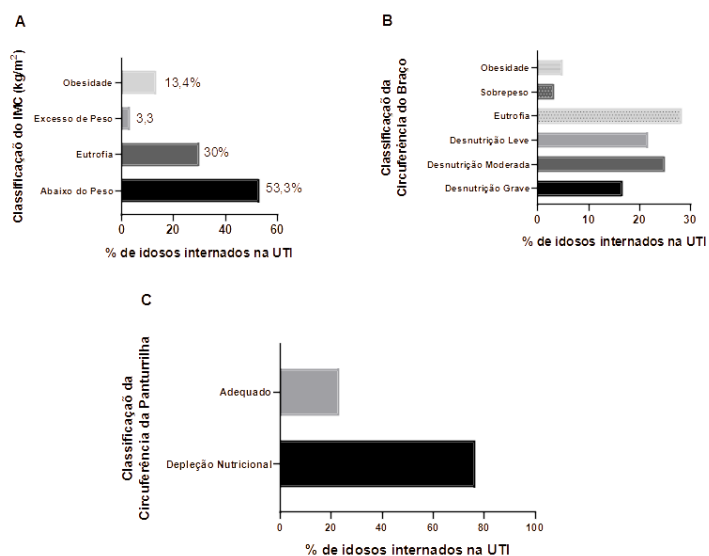 A
Classificação do IMC (kg/m²)
Obesidade
13,4%
Excesso de Peso
3,3
Eutrofia
30%
Abaixo do Peso
53,3%
0 20 40 60
% de idosos internados na UTI
B
Classificação da
Circuferência do Braço
Obesidade
Sobrepeso
Eutrofia
Desnutrição Leve
Desnutrição Moderada
Desnutrição Grave
0 10 20 30
% de idosos internados na UTI
C
Classificação da
Circuferência da Panturrilha
Adequado
Depleção Nutricional
0 20 40 60 80 100
% de idosos internados na UTI